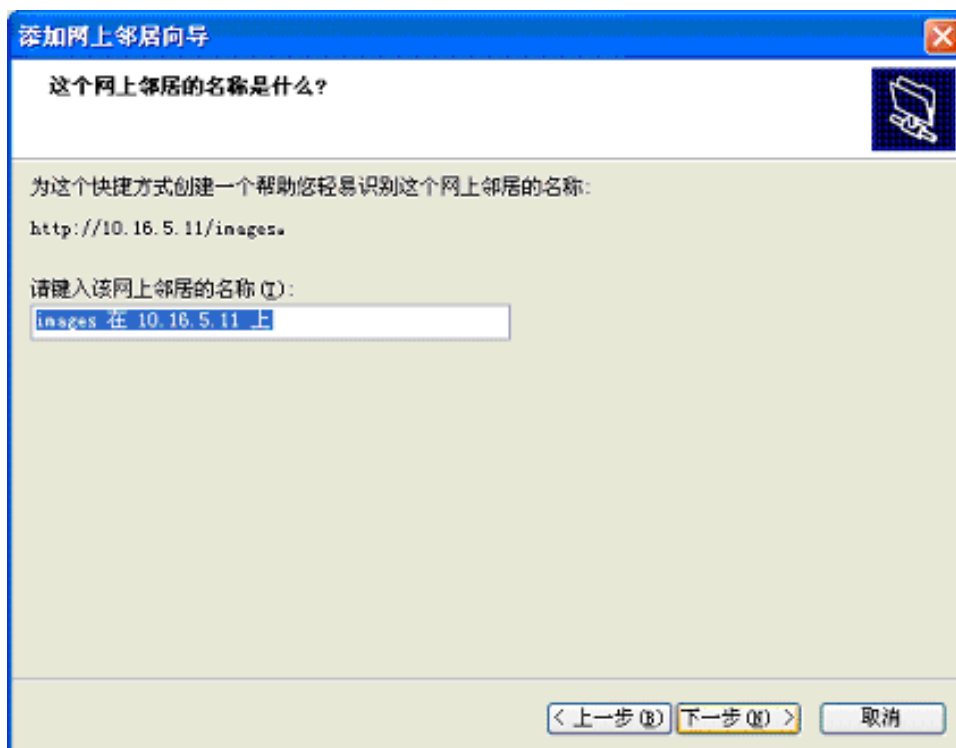 添加网上邻居向导
这个网上邻居的名称是什么?
为这个快捷方式创建一个帮助您轻易识别这个网上邻居的名称:
http://10.16.5.11/images。
请键入该网上邻居的名称(T):
images 在 10.16.5.11 上
< 上一步(B) 下一步(N) > 取消